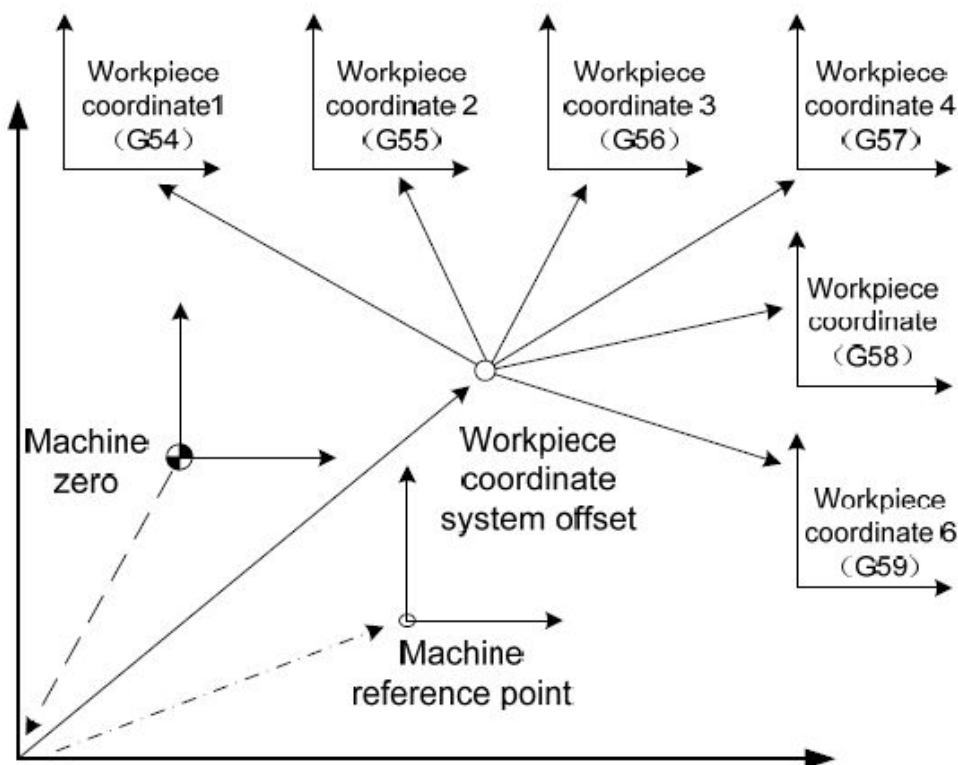 Workpiece
coordinate1
（G54）
Workpiece
coordinate 2
（G55）
Workpiece
coordinate 3
（G56）
Workpiece
coordinate 4
（G57）
Workpiece
coordinate
（G58）
Machine
zero
Workpiece
coordinate
system offset
Workpiece
coordinate 6
（G59）
Machine
reference point